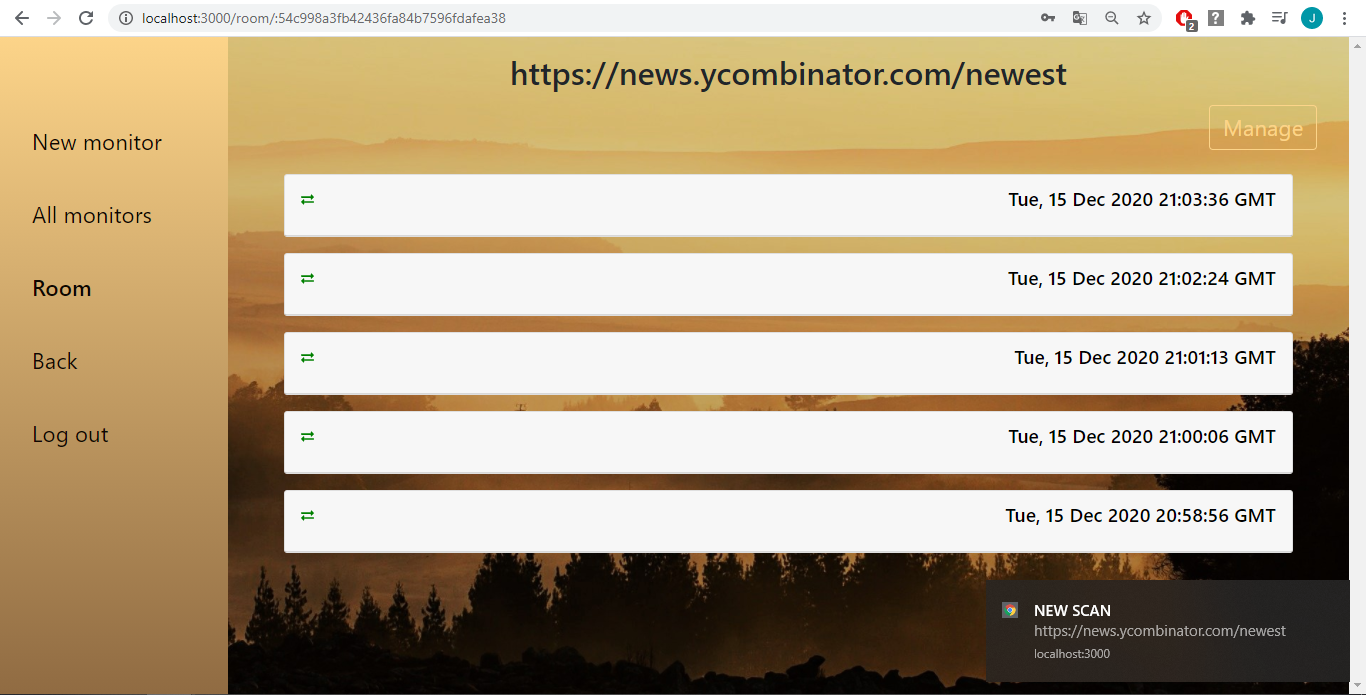 localhost:3000/room/:54c998a3fb42436fa84b7596fdafea38
2
J
https://news.ycombinator.com/newest
Manage
New monitor
All monitors
Room
Back
Log out
Tue, 15 Dec 2020 21:03:36 GMT
Tue, 15 Dec 2020 21:02:24 GMT
Tue, 15 Dec 2020 21:01:13 GMT
Tue, 15 Dec 2020 21:00:06 GMT
Tue, 15 Dec 2020 20:58:56 GMT
NEW SCAN
https://news.ycombinator.com/newest
localhost:3000